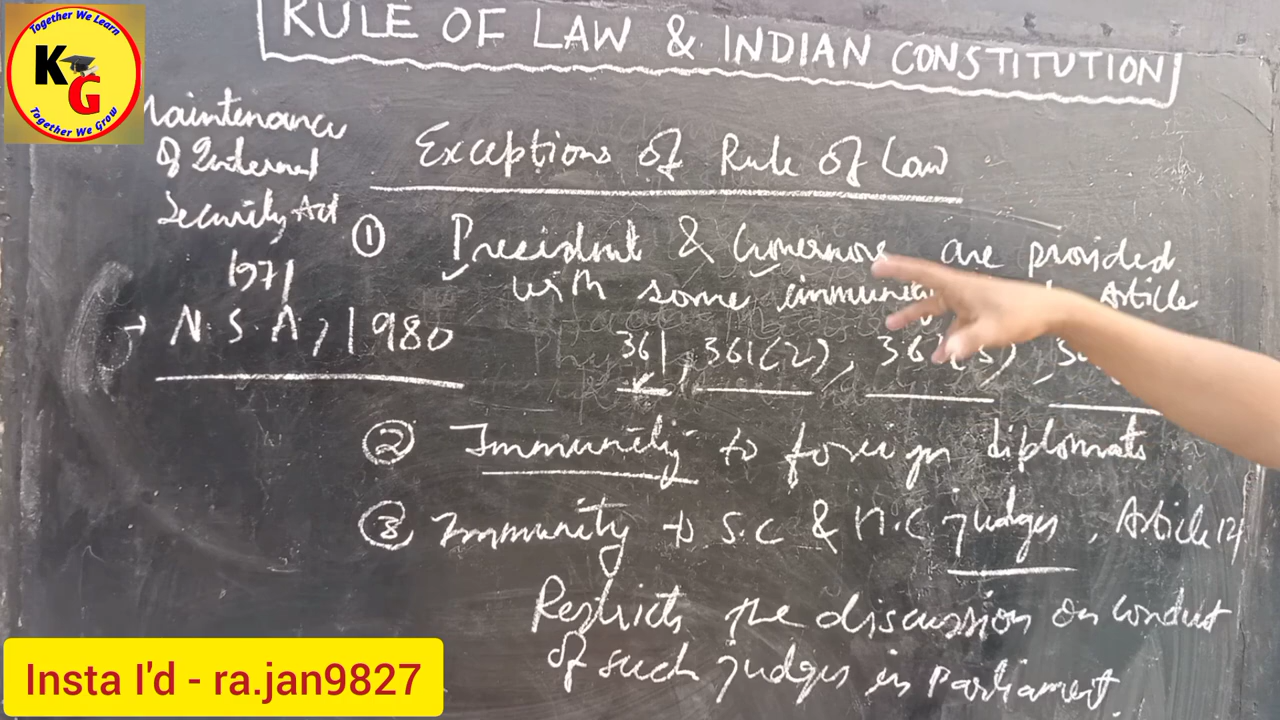 Together We Learn
K G
Together We Grow
RULE OF LAW & INDIAN CONSTITUTION
Maintenance
Of Internal
Security Act
1971
→ N.S.A, 1980
Exceptions of Rule of Law
① President & Governors are provided
with some immunity Article
361, 361(2), 361(3),
② Immunity to foreign diplomats
③ Immunity to S.C & H.C judges, Article 121
Restricts the discussion on conduct
of such judges in Parliament.
Insta I'd - ra.jan9827